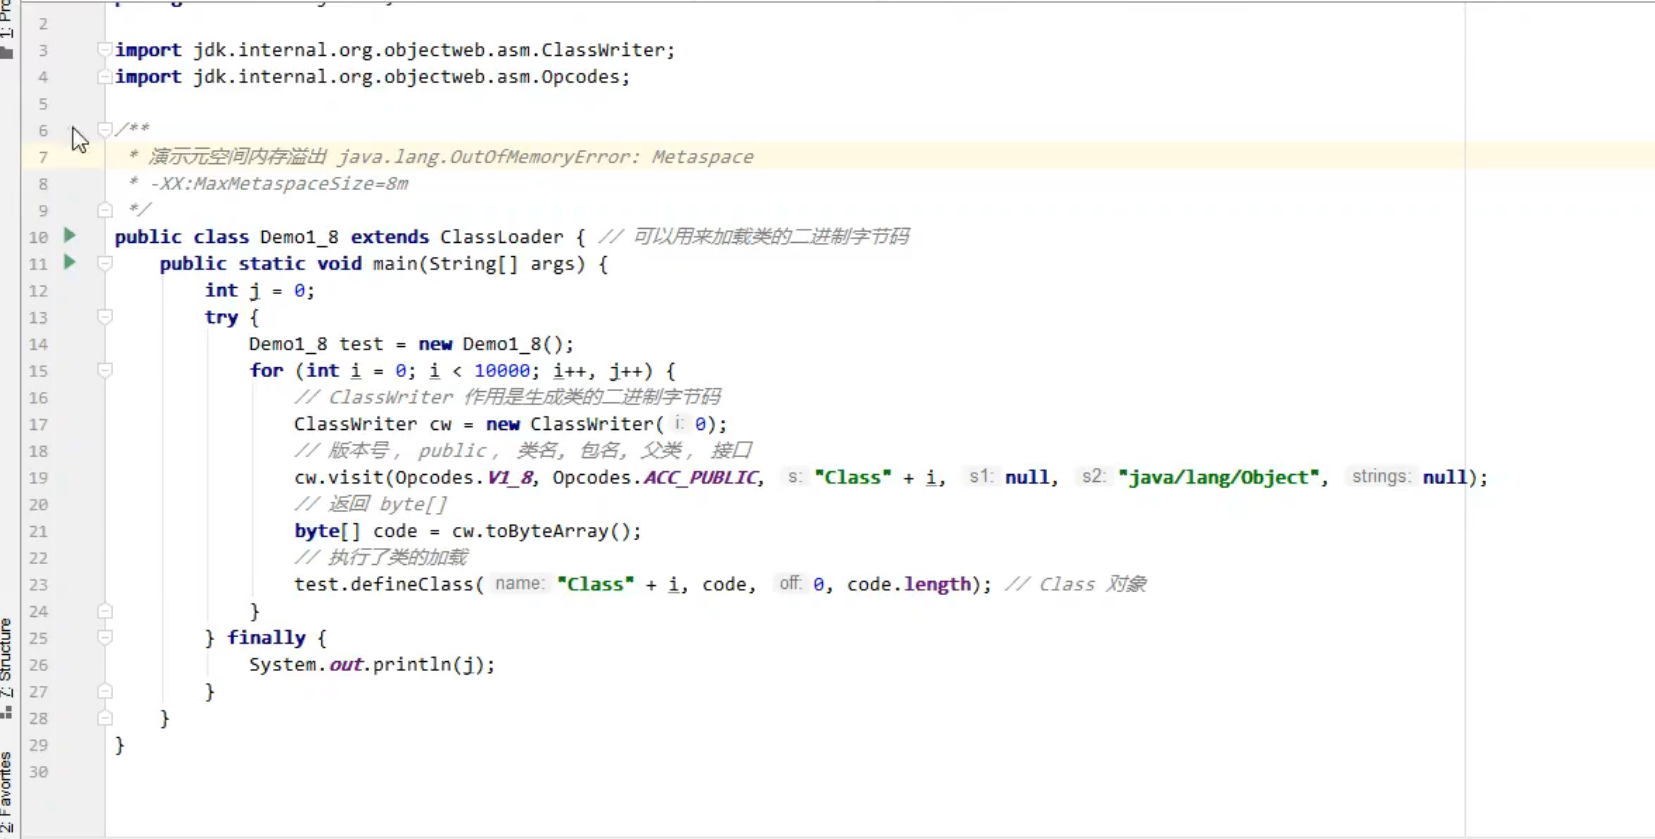 1: Pro
2
3 import jdk.internal.org.objectweb.asm.ClassWriter;
4 import jdk.internal.org.objectweb.asm.Opcodes;
5
6 /**
7 * 演示元空间内存溢出 java.lang.OutOfMemoryError: Metaspace
8 * -XX:MaxMetaspaceSize=8m
9 */
10 public class Demo1_8 extends ClassLoader { // 可以用来加载类的二进制字节码
11 public static void main(String[] args) {
12 int j = 0;
13 try {
14 Demo1_8 test = new Demo1_8();
15 for (int i = 0; i < 10000; i++, j++) {
16 // ClassWriter 作用是生成类的二进制字节码
17 ClassWriter cw = new ClassWriter( i: 0);
18 // 版本号， public， 类名, 包名, 父类， 接口
19 cw.visit(Opcodes.V1_8, Opcodes.ACC_PUBLIC, s: "Class" + i, s1: null, s2: "java/lang/Object", strings: null);
20 // 返回 byte[]
21 byte[] code = cw.toByteArray();
22 // 执行了类的加载
23 test.defineClass( name: "Class" + i, code, off: 0, code.length); // Class 对象
24 }
25 } finally {
26 System.out.println(j);
27 }
28 }
29 }
30
7: Structure
2: Favorites